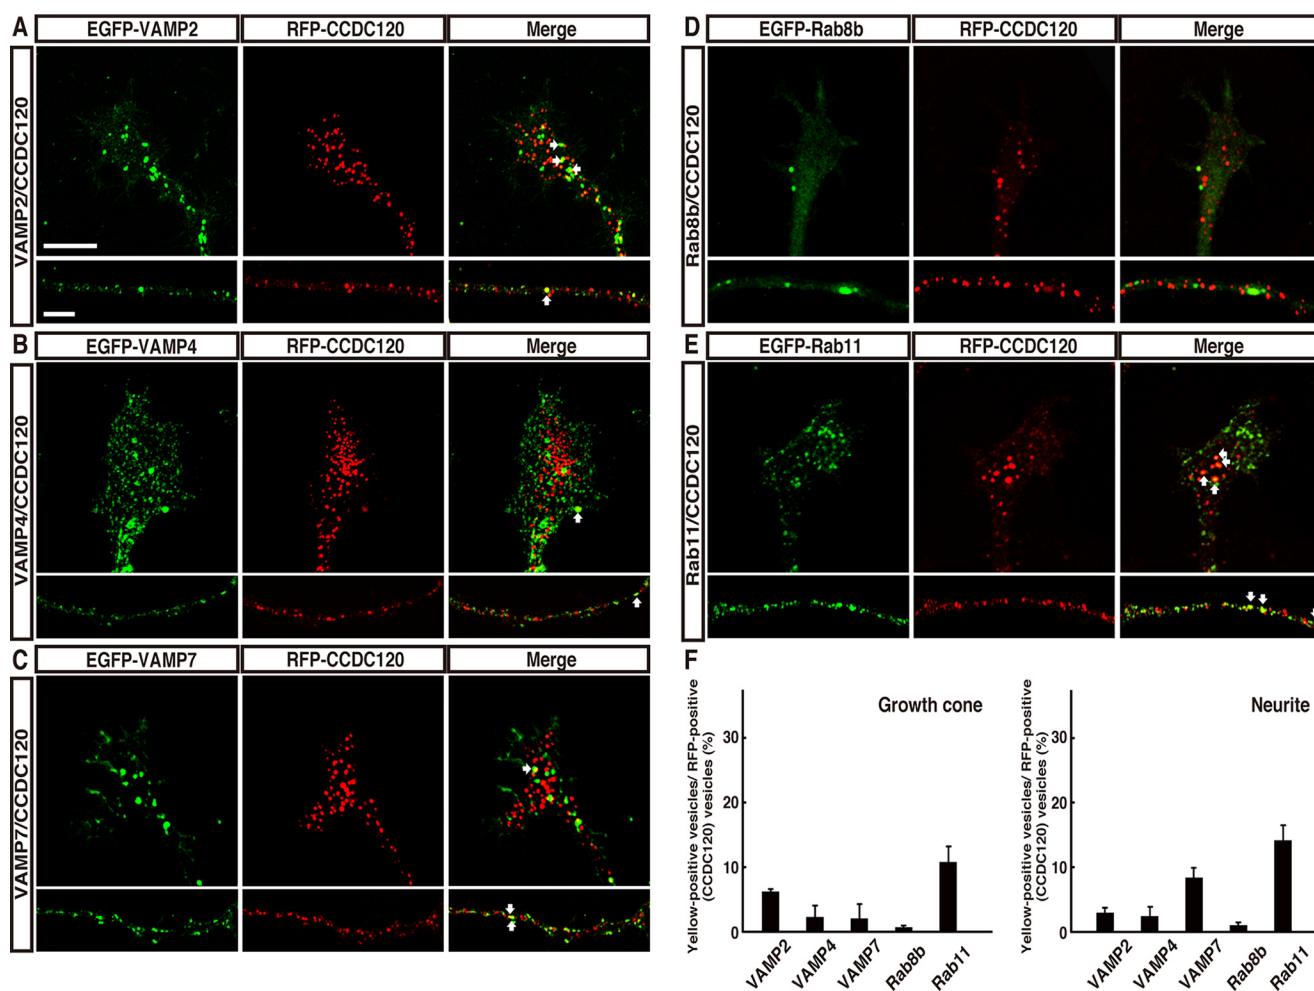 A
EGFP-VAMP2
RFP-CCDC120
Merge
VAMP2/CCDC120
B
EGFP-VAMP4
RFP-CCDC120
Merge
VAMP4/CCDC120
C
EGFP-VAMP7
RFP-CCDC120
Merge
VAMP7/CCDC120
D
EGFP-Rab8b
RFP-CCDC120
Merge
Rab8b/CCDC120
E
EGFP-Rab11
RFP-CCDC120
Merge
Rab11/CCDC120
F
Yellow-positive vesicles/ RFP-positive
(CCDC120) vesicles (%)
Growth cone
30
20
10
0
VAMP2
VAMP4
VAMP7
Rab8b
Rab11
Yellow-positive vesicles/ RFP-positive
(CCDC120) vesicles (%)
Neurite
30
20
10
0
VAMP2
VAMP4
VAMP7
Rab8b
Rab11